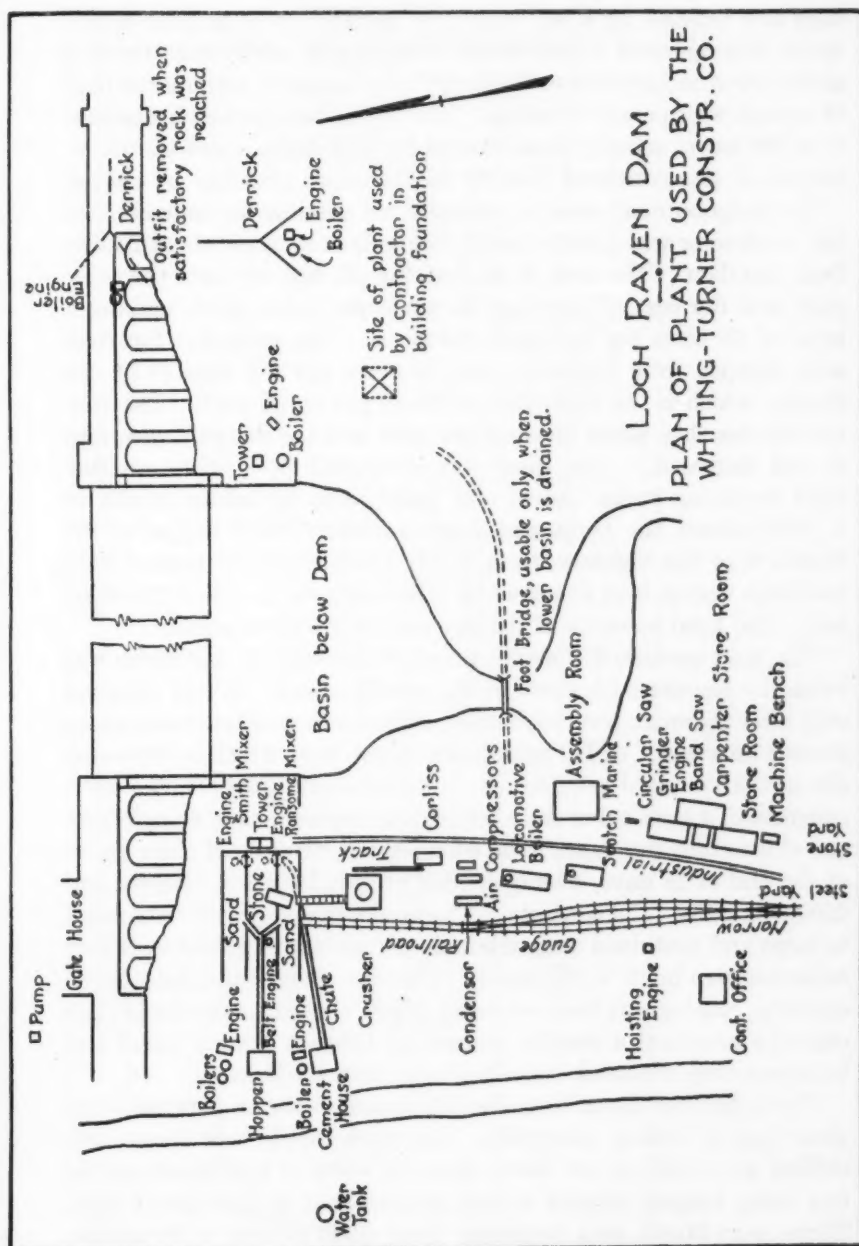 Pump
Gate House
Boiler
Engine
Derrick
Outfit removed when
satisfactory rock was
reached
Boilers
Engine
Hopper
Belt Engine
Boiler
Engine
Cement
House
Water
Tank
Sand
Stone
Sand
Engine
Smith Mixer
Tower
Engine
Ransome Mixer
Chute
Crusher
Track
Corliss
Basin below Dam
Tower
Engine
Boiler
Derrick
Engine
Boiler
Site of plant used
by contractor in
building foundation
Condensor
Railroad
Air Compressors
Locomotive
Boiler
Scotch Marine
Foot bridge, usable only when
lower basin is drained.
Assembly Room
Hoisting
Engine
Cont. Office
Narrow
Guage
Industrial
Circular Saw
Grinder
Engine
Band Saw
Carpenter Store Room
Store Room
Machine Bench
Steel Yard
Store
Yard
LOCH RAVEN DAM
PLAN OF PLANT USED BY THE
WHITING-TURNER CONSTR. CO.